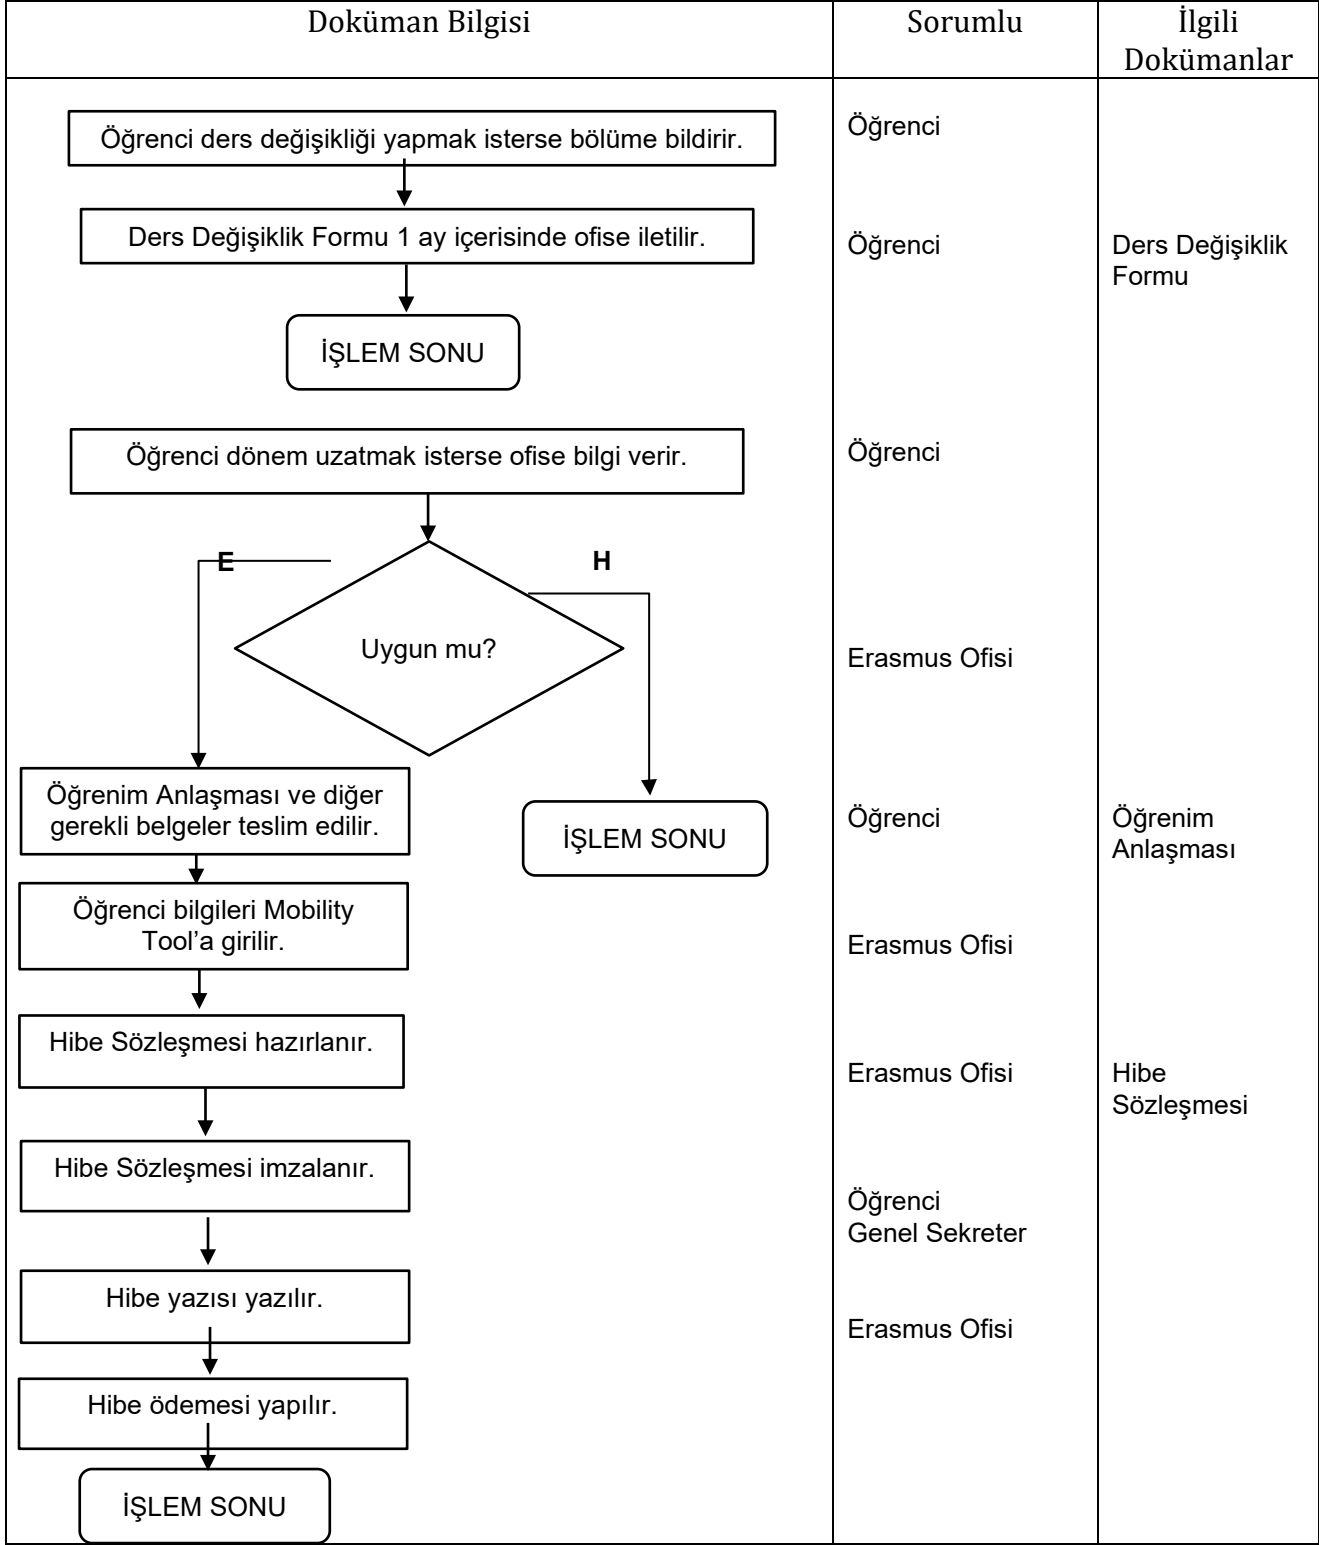 Doküman Bilgisi
Sorumlu
İlgili
Dokümanlar
Öğrenci ders değişikliği yapmak isterse bölüme bildirir.
Öğrenci
Ders Değişiklik Formu 1 ay içerisinde ofise iletilir.
Öğrenci
Ders Değişiklik
Formu
İŞLEM SONU
Öğrenci dönem uzatmak isterse ofise bilgi verir.
Öğrenci
E
H
Uygun mu?
Erasmus Ofisi
Öğrenim Anlaşması ve diğer
gerekli belgeler teslim edilir.
İŞLEM SONU
Öğrenci
Öğrenim
Anlaşması
Öğrenci bilgileri Mobility
Tool’a girilir.
Erasmus Ofisi
Hibe Sözleşmesi hazırlanır.
Erasmus Ofisi
Hibe
Sözleşmesi
Hibe Sözleşmesi imzalanır.
Öğrenci
Genel Sekreter
Hibe yazısı yazılır.
Erasmus Ofisi
Hibe ödemesi yapılır.
İŞLEM SONU